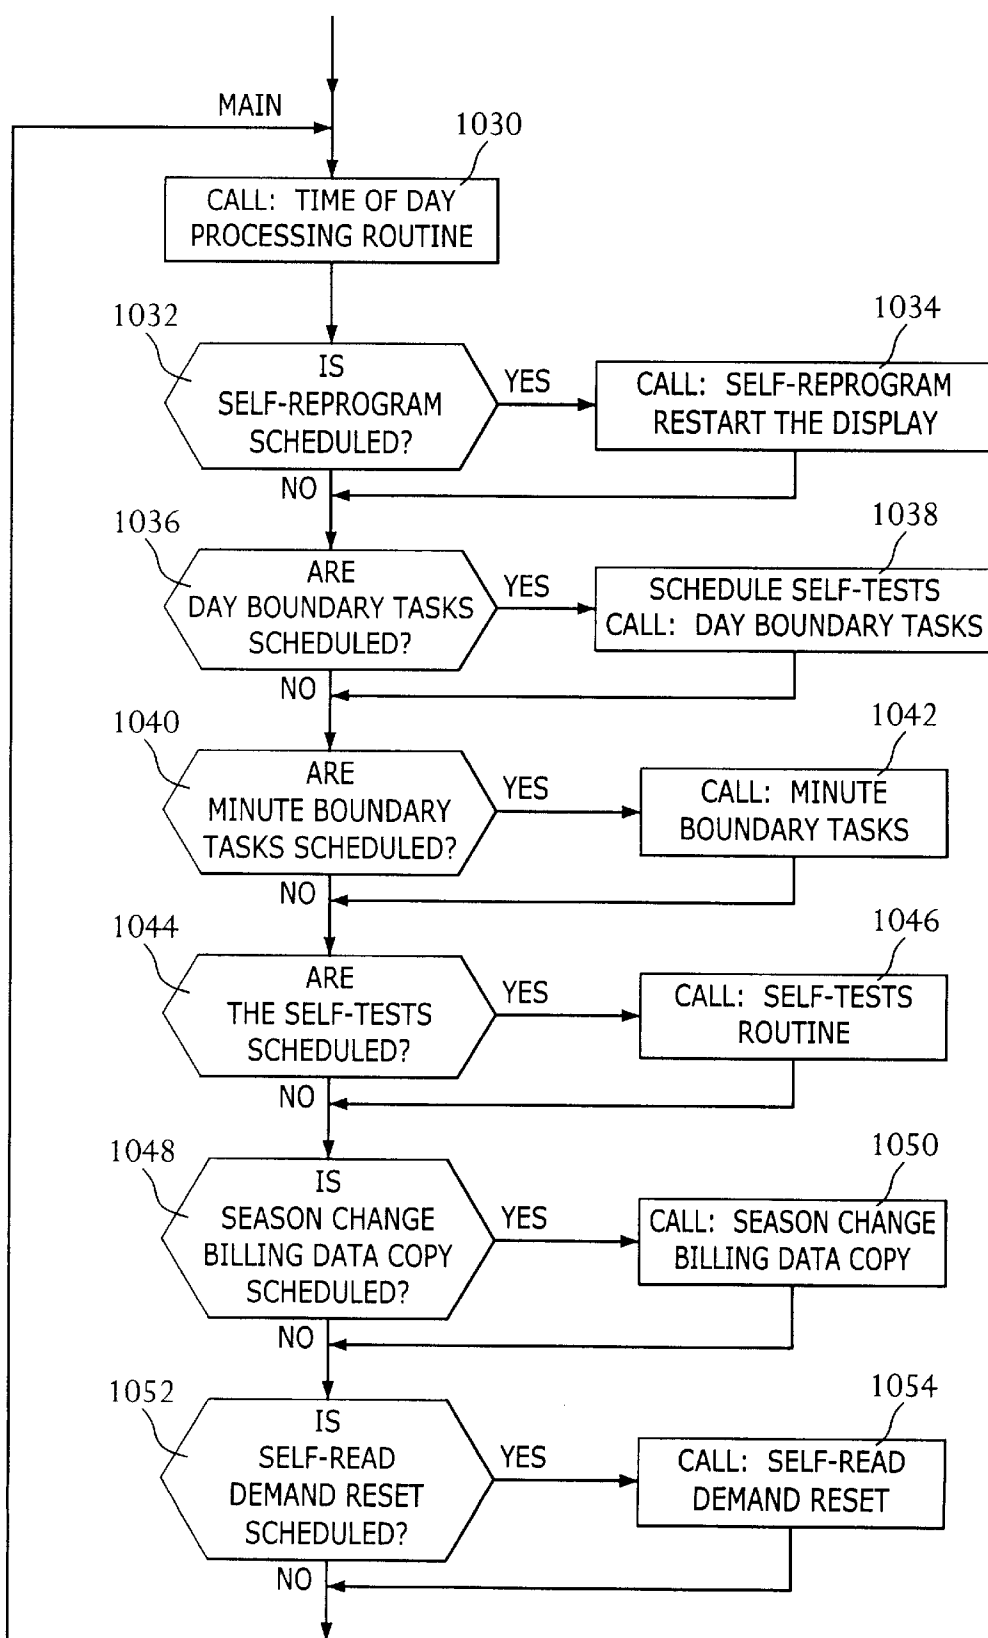 MAIN
1030
CALL: TIME OF DAY
PROCESSING ROUTINE
1032
IS
SELF-REPROGRAM
SCHEDULED?
YES
1034
CALL: SELF-REPROGRAM
RESTART THE DISPLAY
NO
1036
ARE
DAY BOUNDARY TASKS
SCHEDULED?
YES
1038
SCHEDULE SELF-TESTS
CALL: DAY BOUNDARY TASKS
NO
1040
ARE
MINUTE BOUNDARY
TASKS SCHEDULED?
YES
1042
CALL: MINUTE
BOUNDARY TASKS
NO
1044
ARE
THE SELF-TESTS
SCHEDULED?
YES
1046
CALL: SELF-TESTS
ROUTINE
NO
1048
IS
SEASON CHANGE
BILLING DATA COPY
SCHEDULED?
YES
1050
CALL: SEASON CHANGE
BILLING DATA COPY
NO
1052
IS
SELF-READ
DEMAND RESET
SCHEDULED?
YES
1054
CALL: SELF-READ
DEMAND RESET
NO